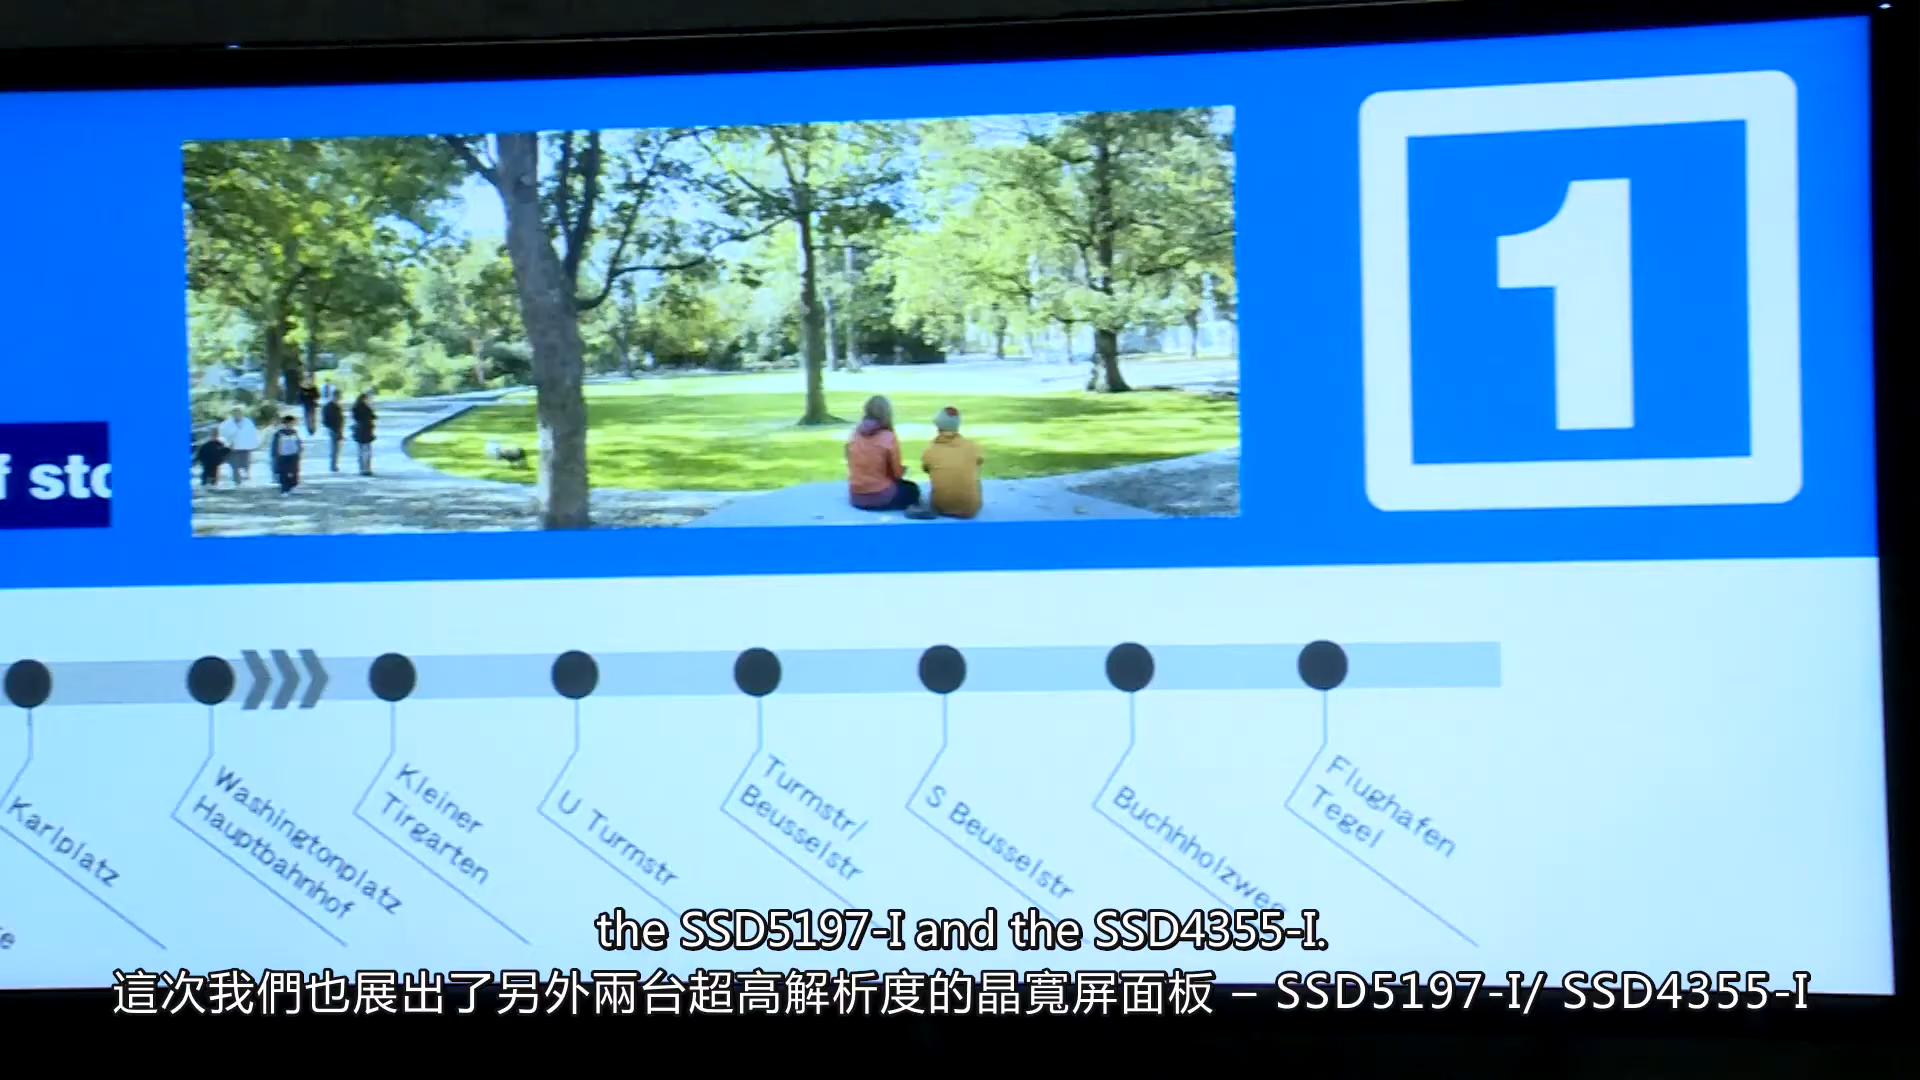 1
f sto
Karlplatz
Washingtonplatz
Hauptbahnhof
Kleiner
Tirgarten
U Turmstr
Turmstr/
Beusselstr
S Beusselstr
Buchhholzweg
Flughafen
Tegel
the SSD5197-I and the SSD4355-I.
這次我們也展出了另外兩台超高解析度的晶寬屏面板 – SSD5197-I/ SSD4355-I